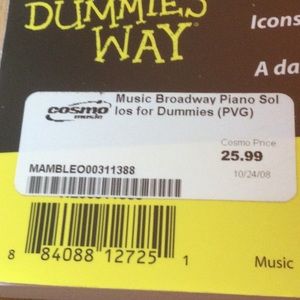 DUMMIES
WAY
Icons
A da
cosmo
music
Music Broadway Piano Sol
los for Dummies (PVG)
Cosmo Price
25.99
MAMBLEO00311388
10/24/08
8 84088 12725 1
Music